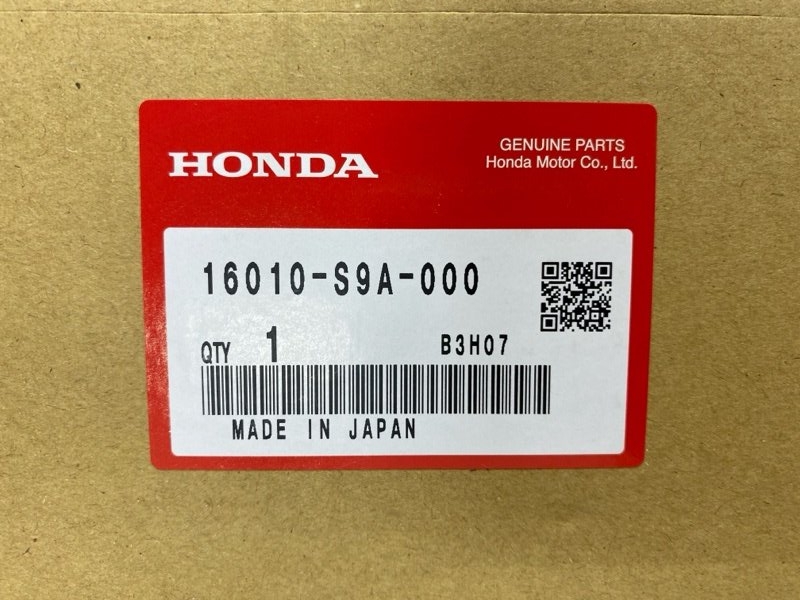 HONDA
GENUINE PARTS
Honda Motor Co., Ltd.
16010-S9A-000
QTY 1 B3H07
MADE IN JAPAN